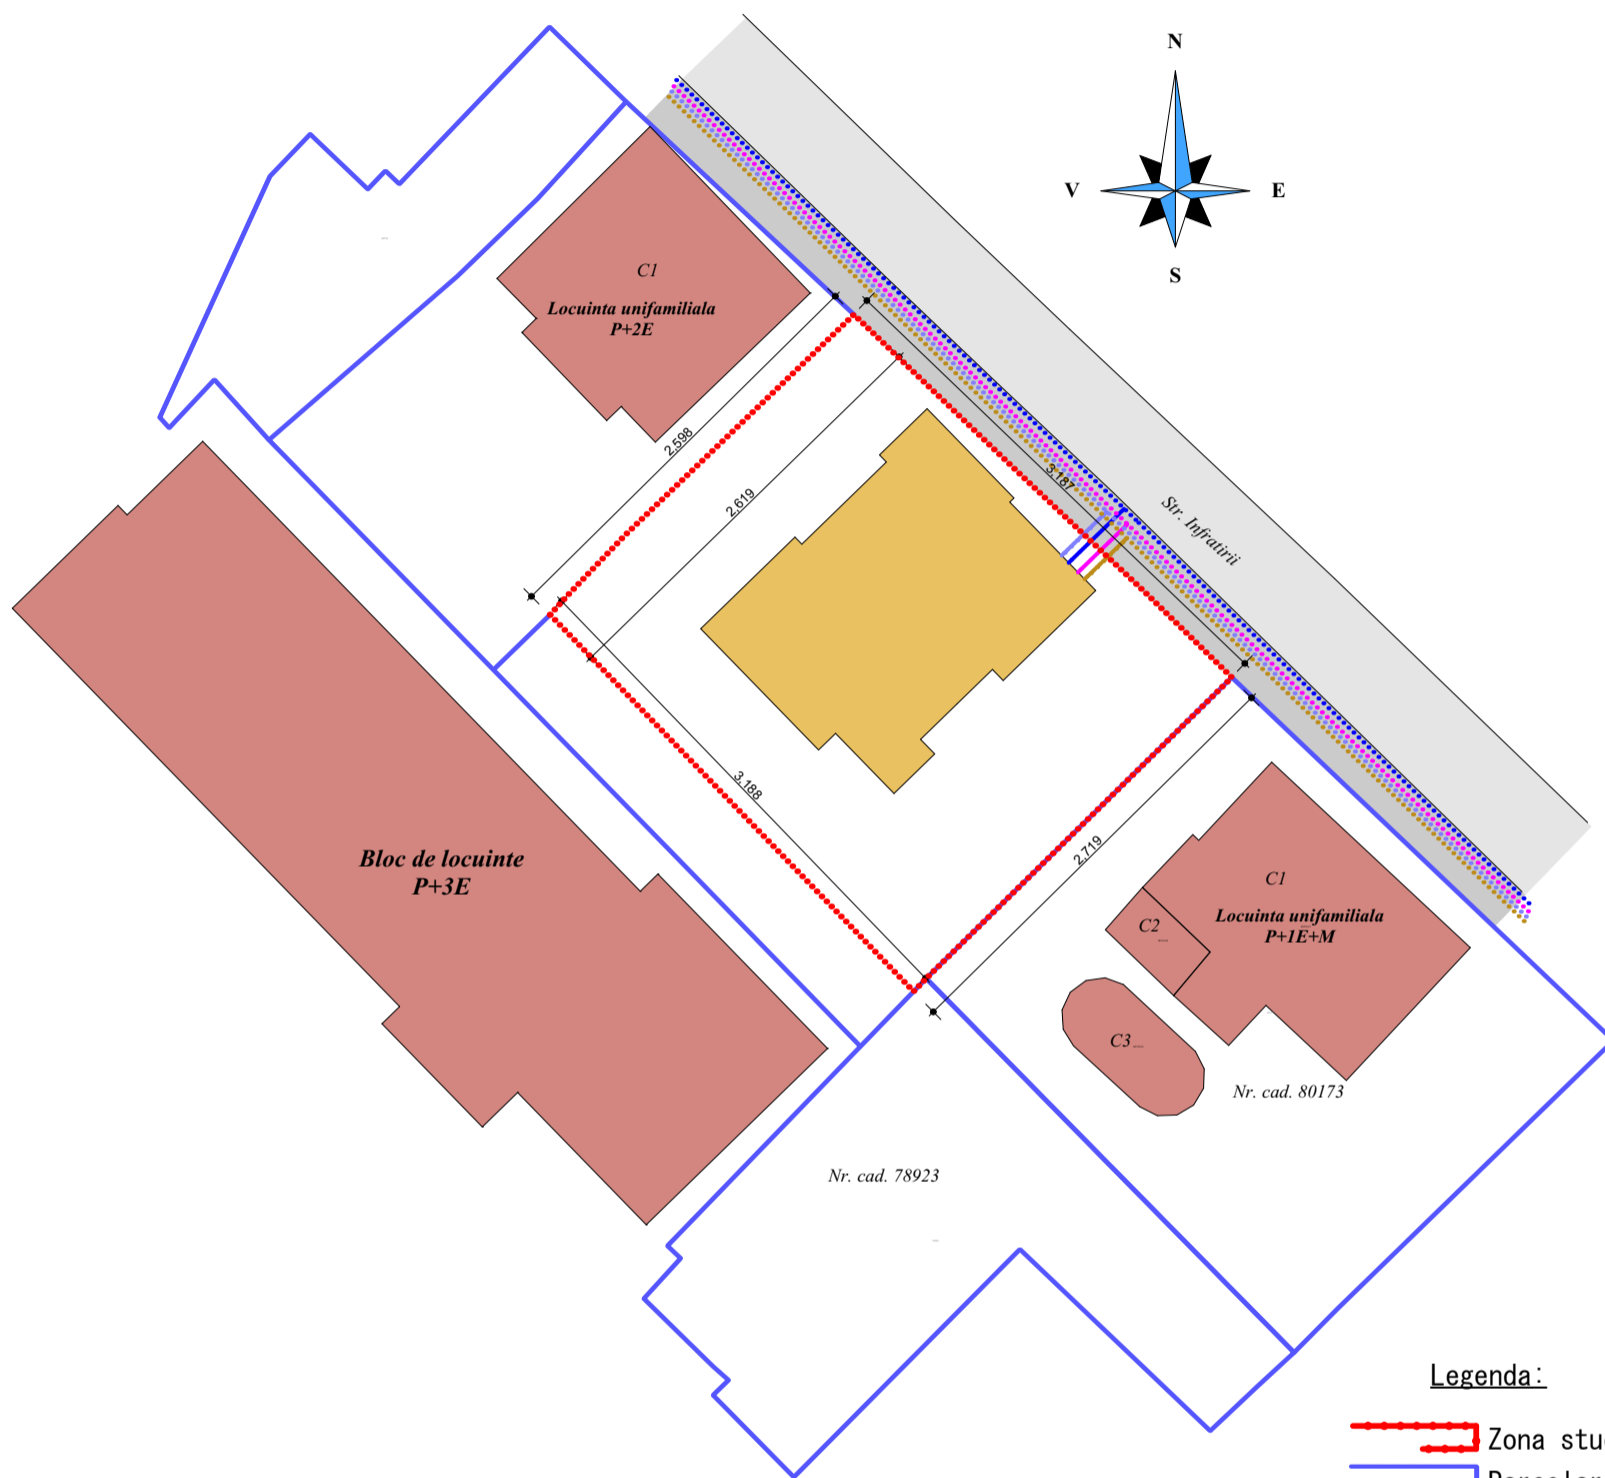 N
V
E
S
C1
Locuinta unifamiliala
P+2E
2,598
2,619
3,187
Str. Infratirii
3,188
2,719
Bloc de locuinte
P+3E
C1
Locuinta unifamiliala
P+1E+M
C2
C3
Nr. cad. 80173
Nr. cad. 78923
Legenda:
Zona